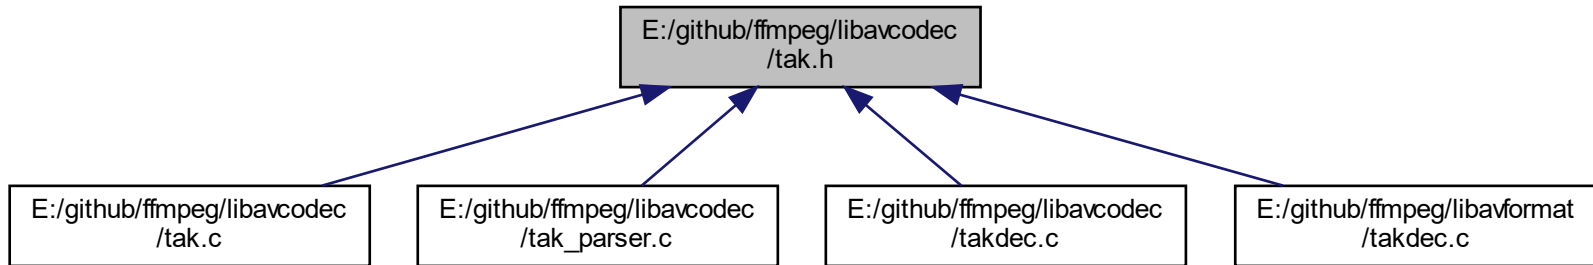 E:/github/ffmpeg/libavcodec
/tak.h
E:/github/ffmpeg/libavcodec
/tak.c
E:/github/ffmpeg/libavcodec
/tak_parser.c
E:/github/ffmpeg/libavcodec
/takdec.c
E:/github/ffmpeg/libavformat
/takdec.c